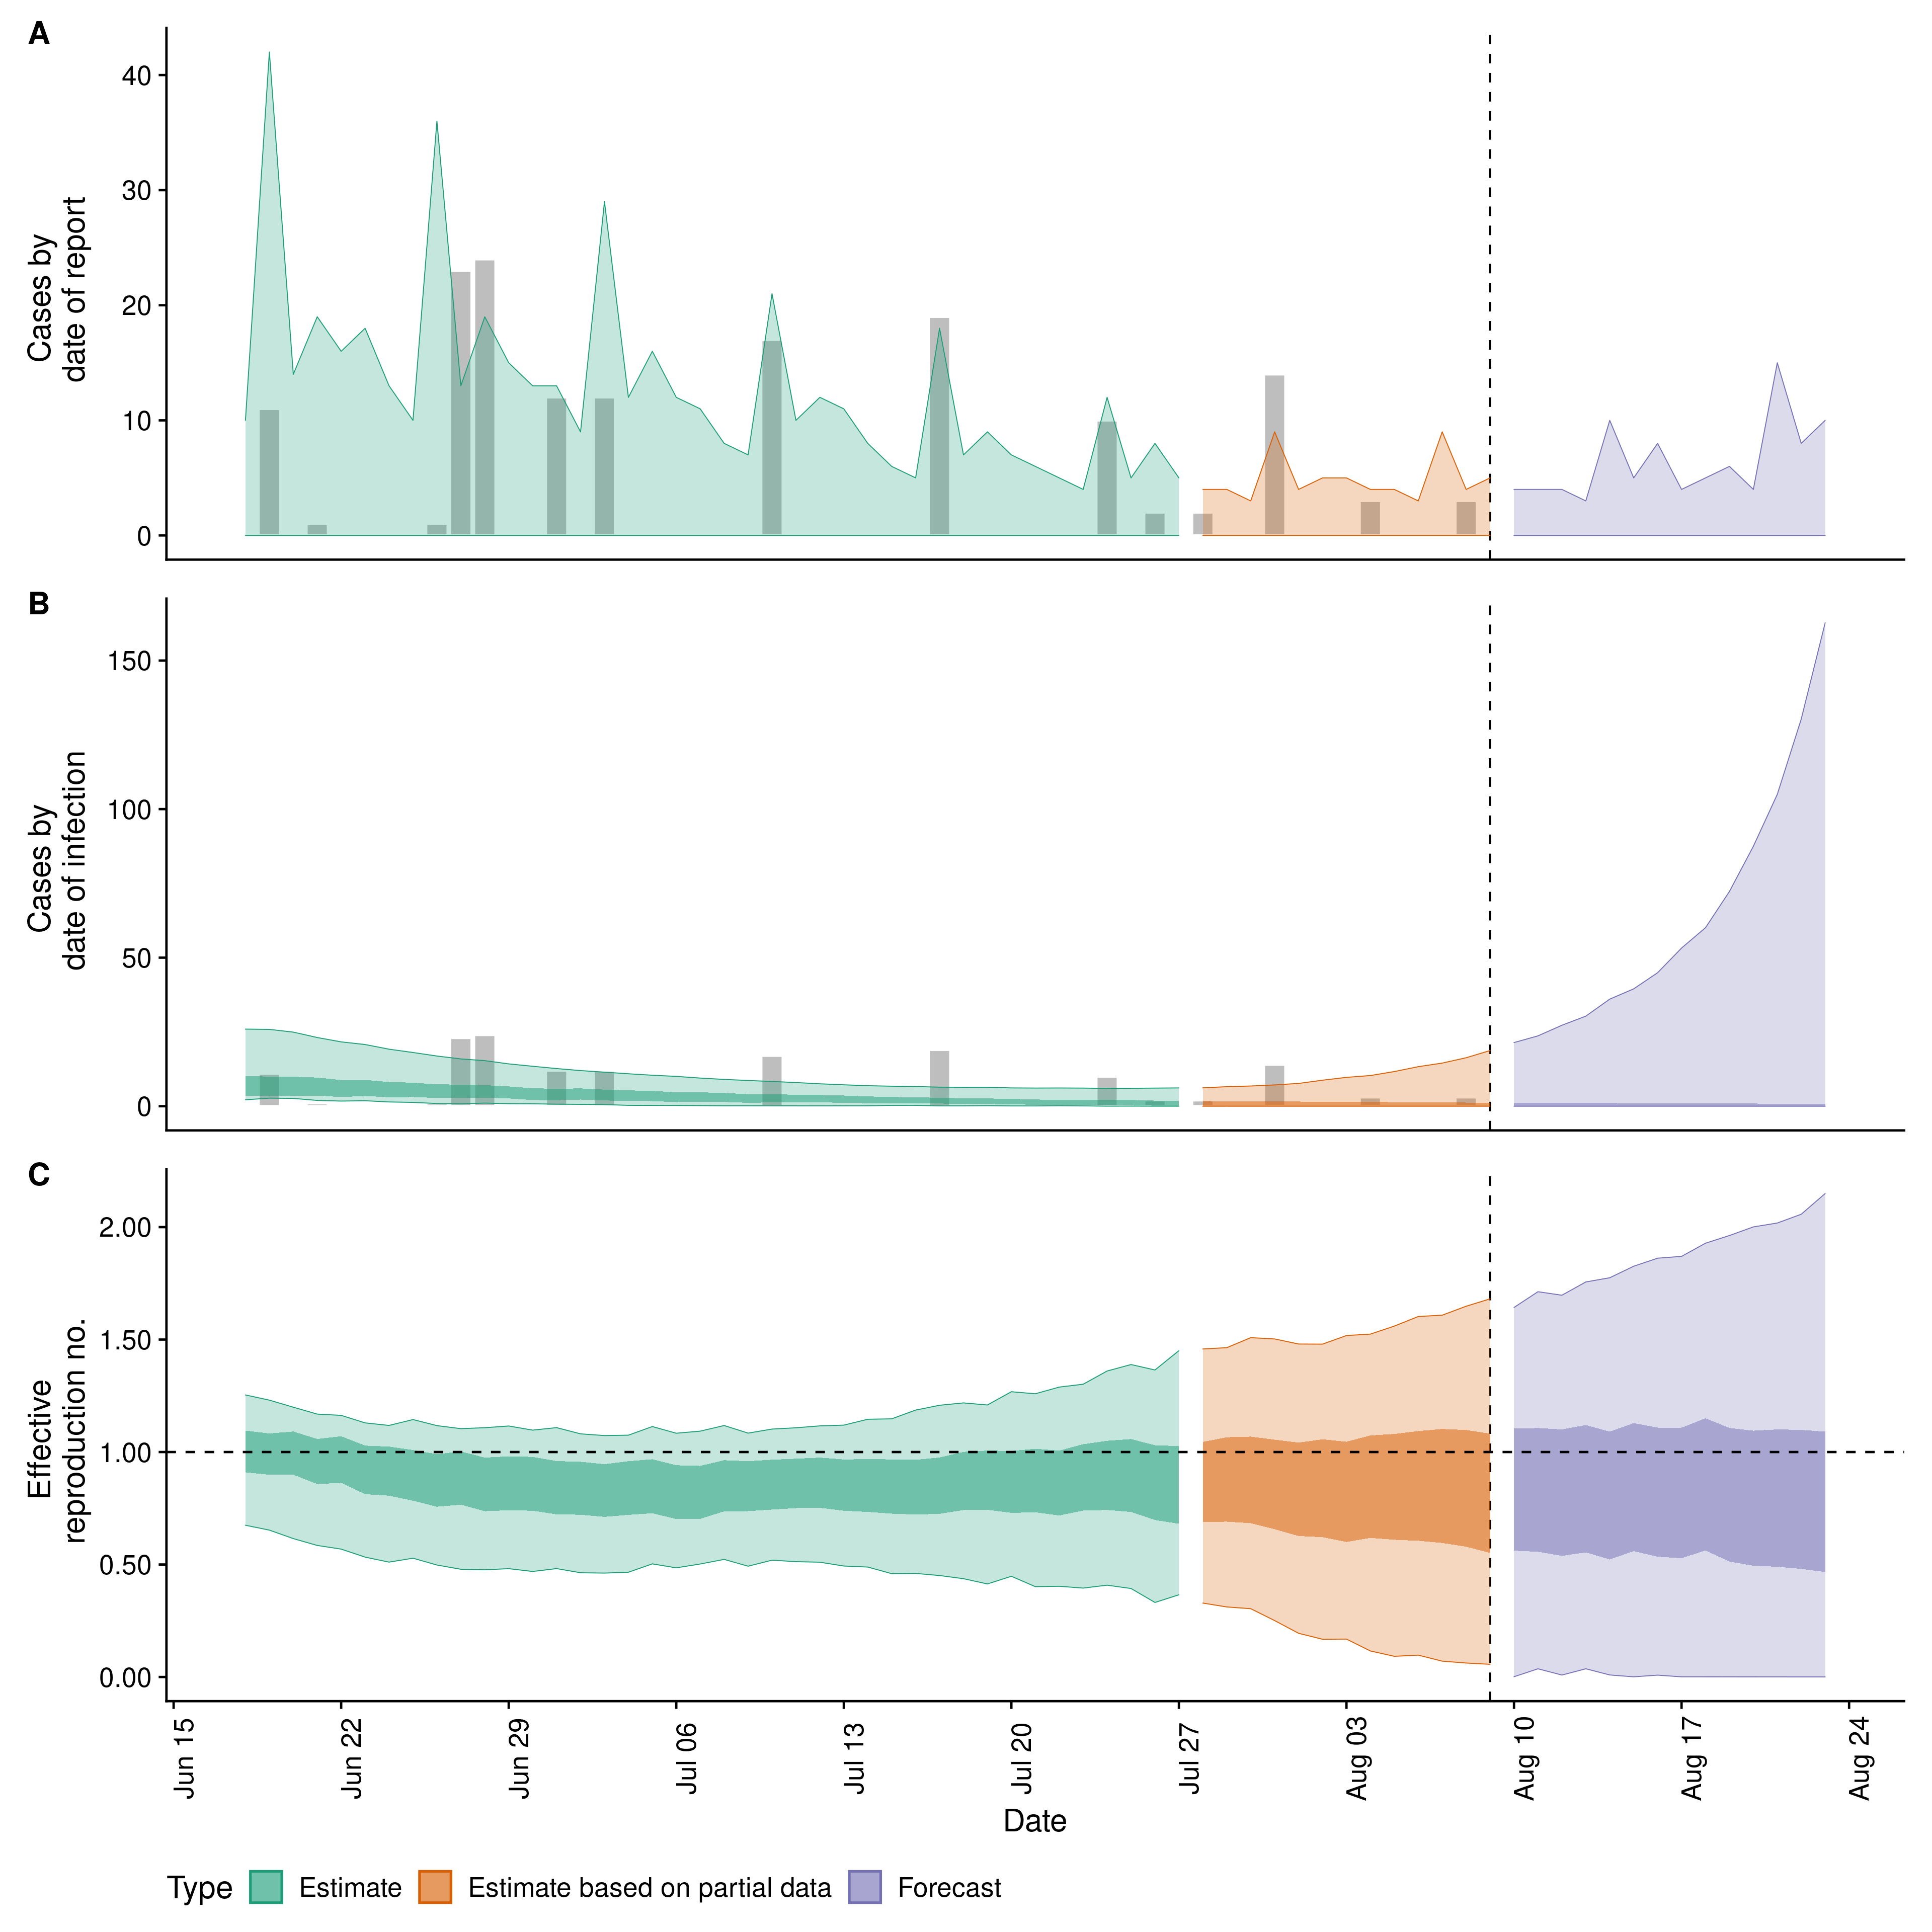 A
Cases by
date of report
40
30
20
10
0
B
Cases by
date of infection
150
100
50
0
C
Effective
reproduction no.
2.00
1.50
1.00
0.50
0.00
Jun 15
Jun 22
Jun 29
Jul 06
Jul 13
Jul 20
Jul 27
Aug 03
Aug 10
Aug 17
Aug 24
Date
Type Estimate Estimate based on partial data Forecast